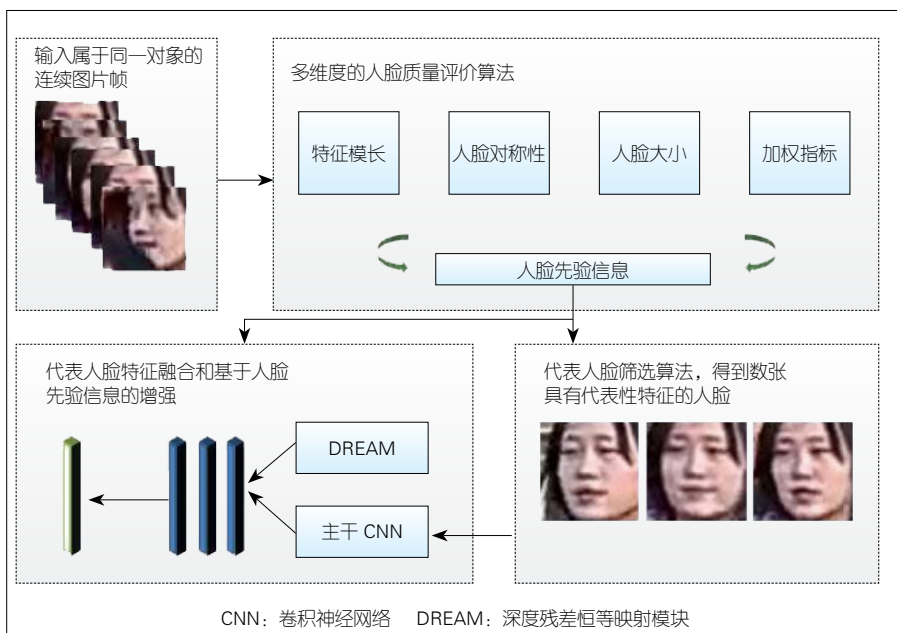 输入属于同一对象的
连续图片帧
多维度的人脸质量评价算法
特征模长
人脸对称性
人脸大小
加权指标
人脸先验信息
代表人脸特征融合和基于人脸
先验信息的增强
DREAM
主干 CNN
代表人脸筛选算法，得到数张
具有代表性特征的人脸
CNN：卷积神经网络 DREAM：深度残差恒等映射模块